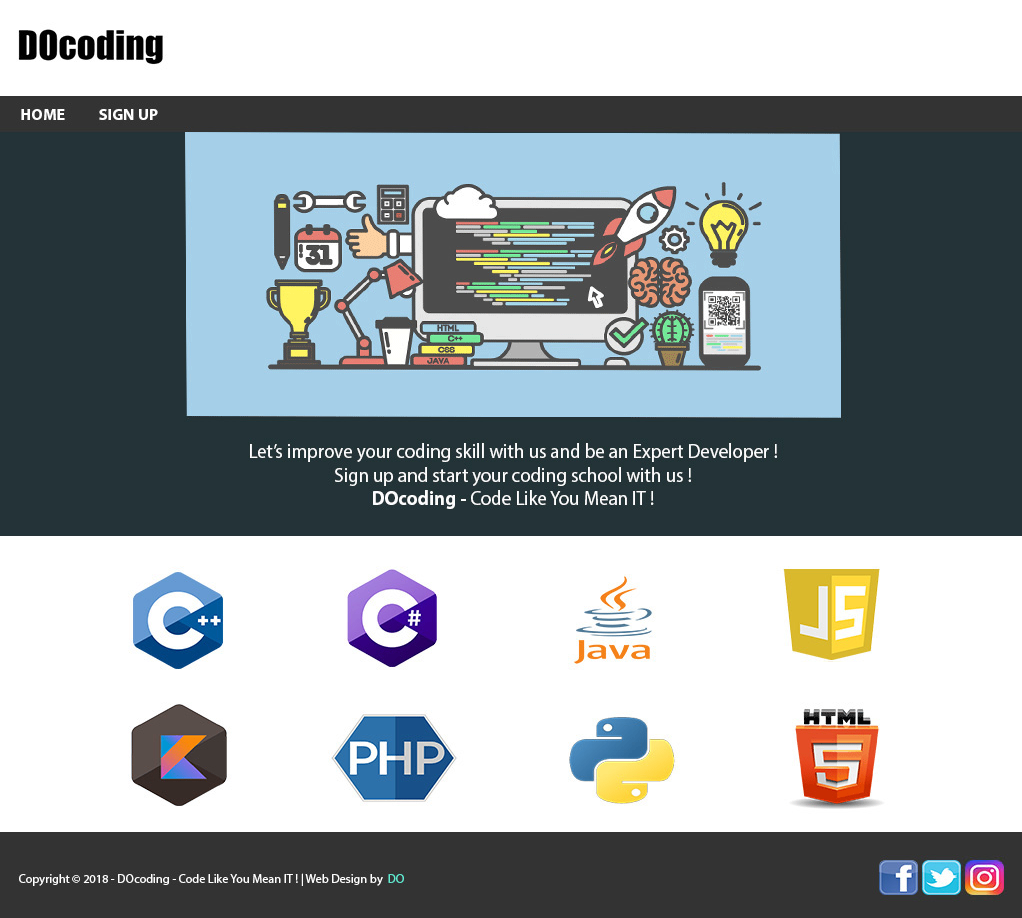 DOcoding
HOME SIGN UP
31
HTML
C++
CSS
JAVA
Let's improve your coding skill with us and be an Expert Developer !
Sign up and start your coding school with us !
DOcoding - Code Like You Mean IT !
C++ C# Java JS
K PHP HTML
5
Copyright © 2018 - DOcoding - Code Like You Mean IT ! | Web Design by DO
f